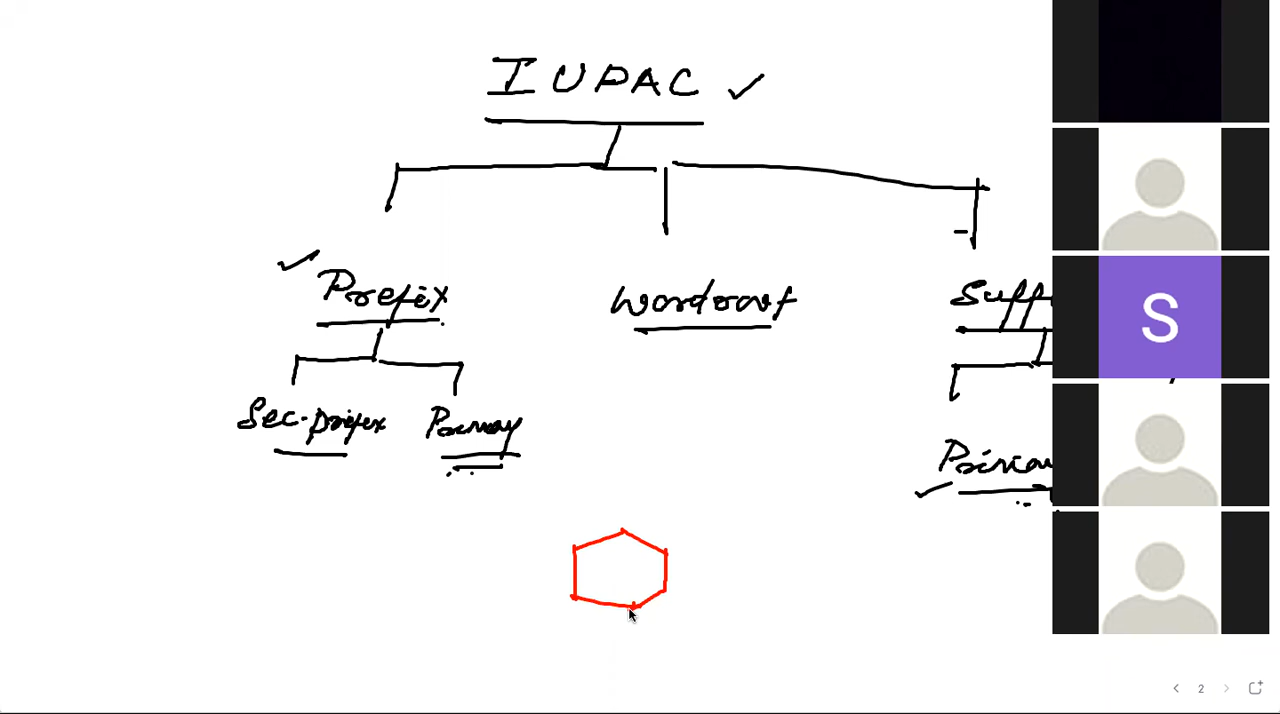 IUPAC ✓
✓ Prefix wordroot Suff
Sec. prefix Primary
S
2